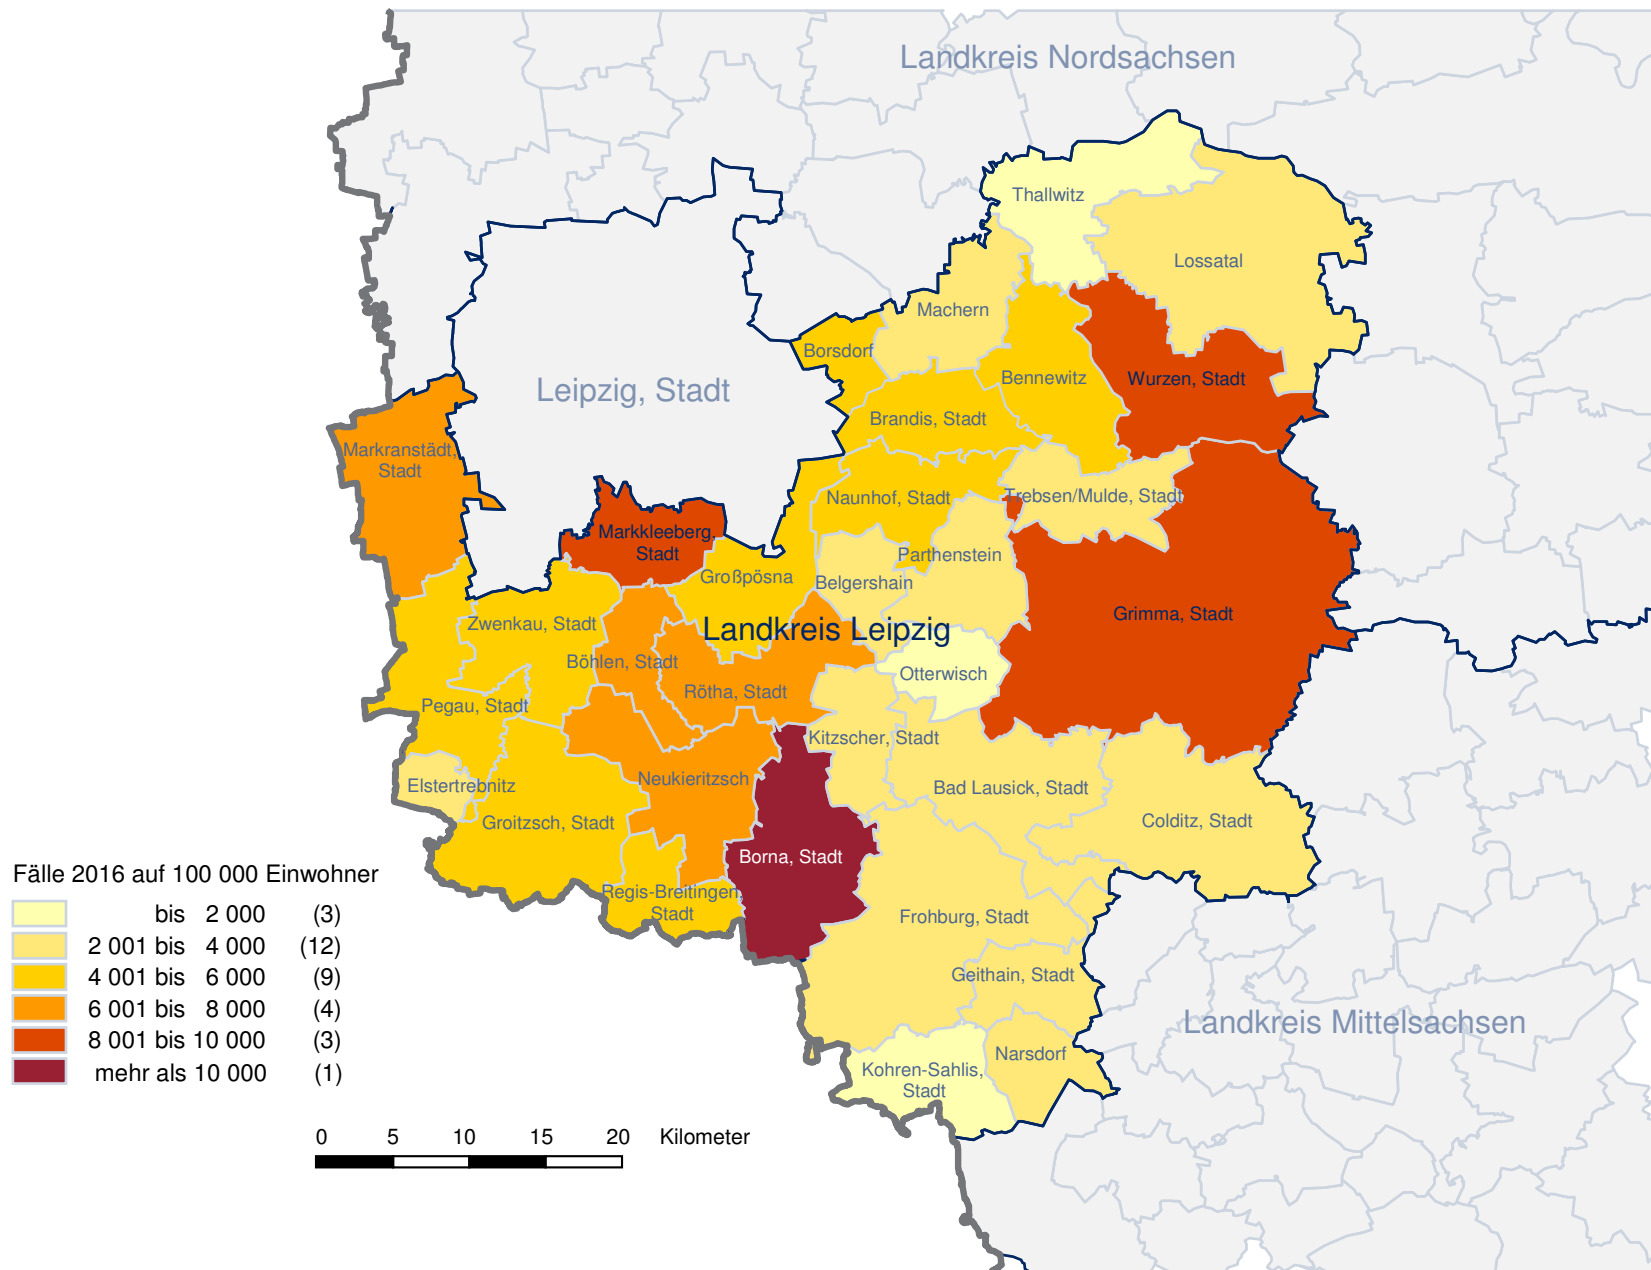 Landkreis Nordsachsen
Thallwitz
Lossatal
Machern
Borsdorf
Bennewitz
Wurzen, Stadt
Leipzig, Stadt
Brandis, Stadt
Markranstädt,
Stadt
Naunhof, Stadt
Trebsen/Mulde, Stadt
Markkleeberg,
Stadt
Parthenstein
Großpösna
Belgershain
Grimma, Stadt
Zwenkau, Stadt
Landkreis Leipzig
Böhlen, Stadt
Otterwisch
Rötha, Stadt
Pegau, Stadt
Kitzscher, Stadt
Neukieritzsch
Elstertrebnitz
Bad Lausick, Stadt
Groitzsch, Stadt
Colditz, Stadt
Borna, Stadt
Regis-Breitingen,
Stadt
Frohburg, Stadt
Geithain, Stadt
Landkreis Mittelsachsen
Narsdorf
Kohren-Sahlis,
Stadt
Fälle 2016 auf 100 000 Einwohner
bis 2 000 (3)
2 001 bis 4 000 (12)
4 001 bis 6 000 (9)
6 001 bis 8 000 (4)
8 001 bis 10 000 (3)
mehr als 10 000 (1)
0 5 10 15 20 Kilometer